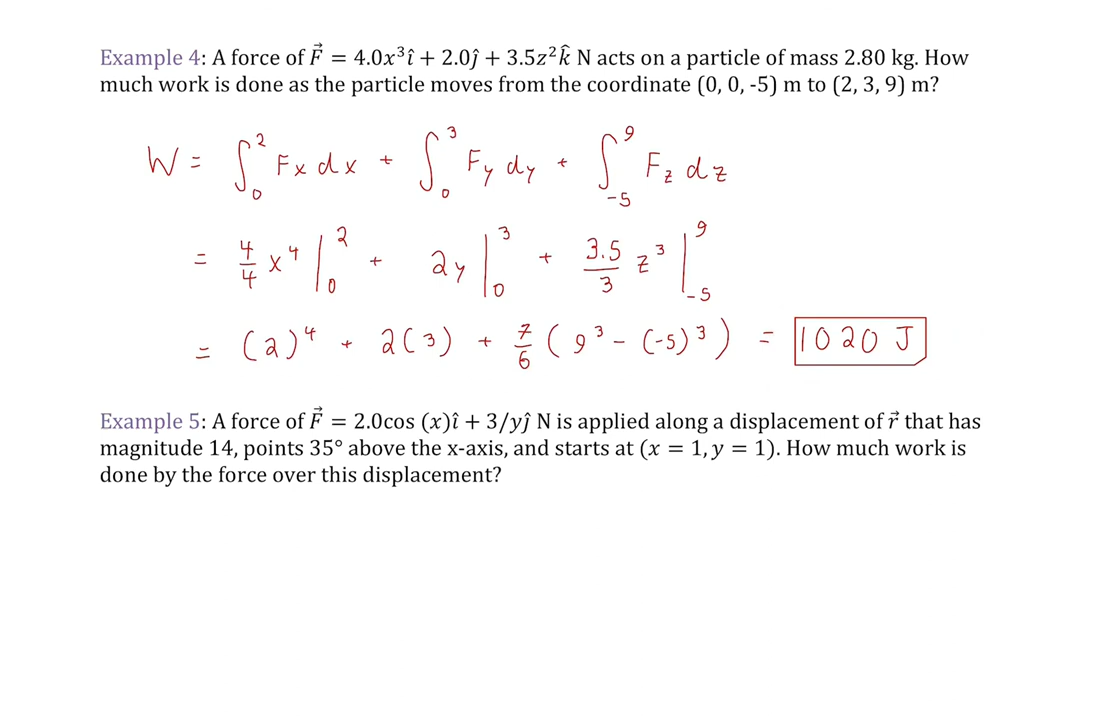 Example 4: A force of F⃗ = 4.0x³î + 2.0ĵ + 3.5z²k̂ N acts on a particle of mass 2.80 kg. How
much work is done as the particle moves from the coordinate (0, 0, -5) m to (2, 3, 9) m?
W = ∫₀² Fx dx + ∫₀³ Fy dy + ∫₋₅⁹ Fz dz
= 4/4 x⁴ |₀² + 2y |₀³ + 3.5/3 z³ |₋₅⁹
= (2)⁴ + 2(3) + 7/6 (9³ - (-5)³) = 1020 J
Example 5: A force of F⃗ = 2.0cos (x)î + 3/yĵ N is applied along a displacement of r⃗ that has
magnitude 14, points 35° above the x-axis, and starts at (x = 1, y = 1). How much work is
done by the force over this displacement?